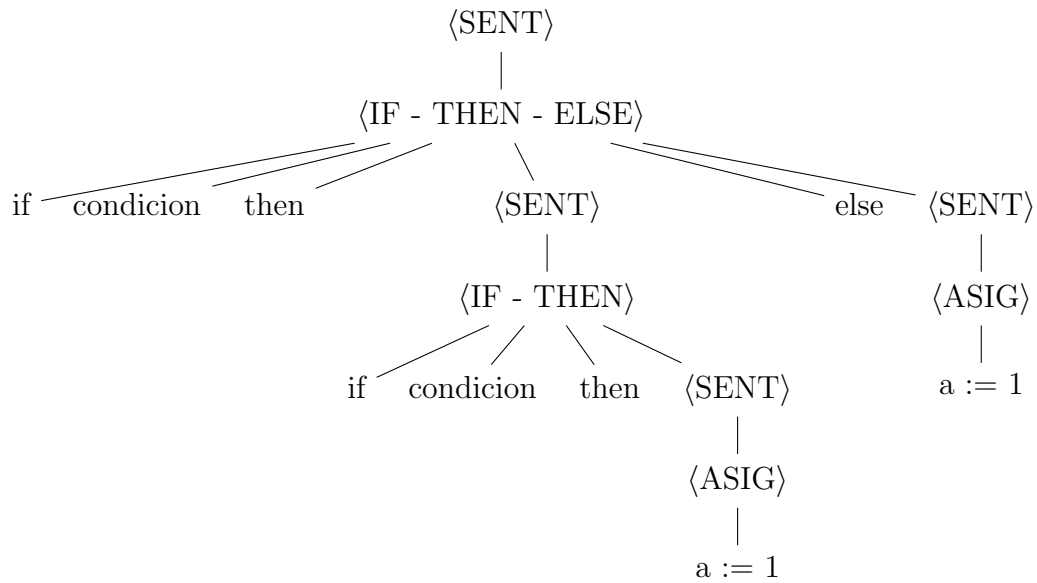 ⟨SENT⟩
⟨IF - THEN - ELSE⟩
if condicion then ⟨SENT⟩ else ⟨SENT⟩
⟨IF - THEN⟩ ⟨ASIG⟩
if condicion then ⟨SENT⟩ a := 1
⟨ASIG⟩
a := 1